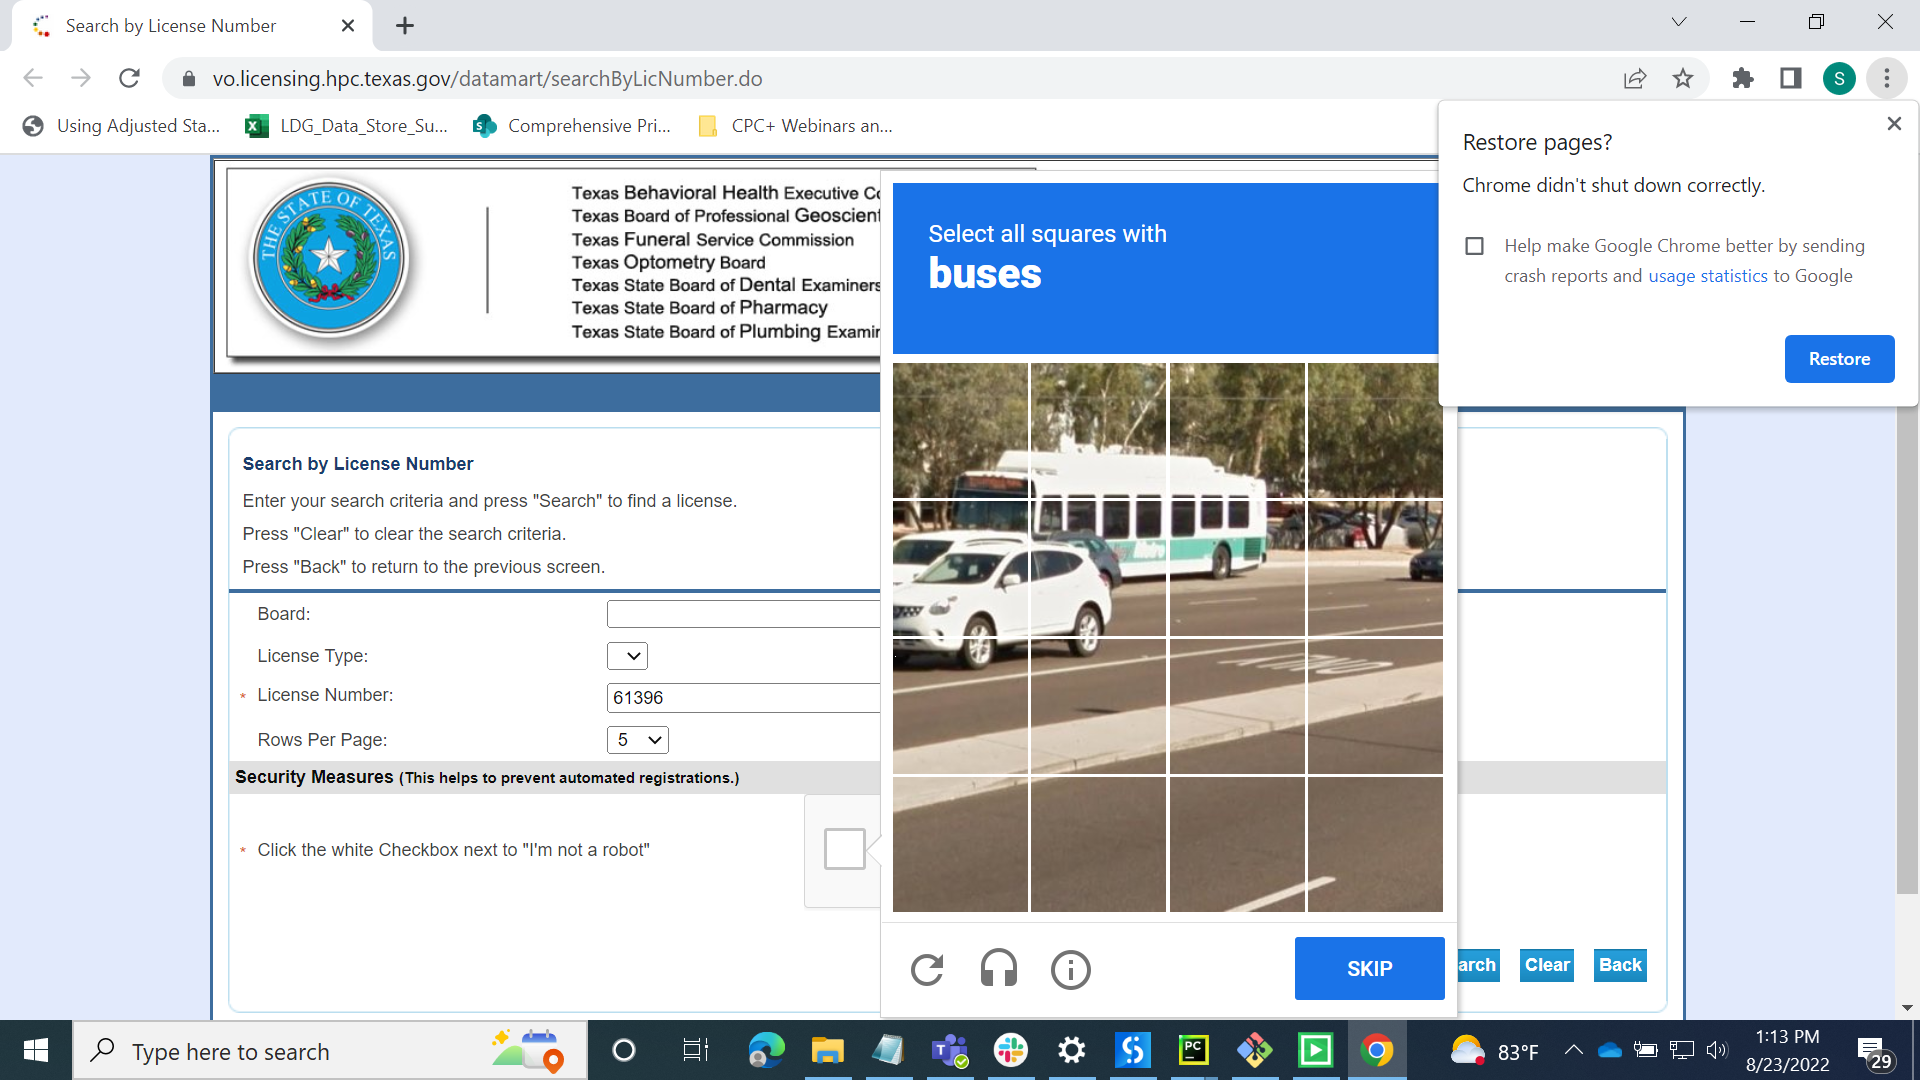 Search by License Number
vo.licensing.hpc.texas.gov/datamart/searchByLicNumber.do
S
Using Adjusted Sta...
LDG_Data_Store_Su...
Comprehensive Pri...
CPC+ Webinars an...
Restore pages?
Chrome didn't shut down correctly.
Help make Google Chrome better by sending
crash reports and usage statistics to Google
Restore
THE STATE OF TEXAS
Texas Behavioral Health Executive Co
Texas Board of Professional Geoscient
Texas Funeral Service Commission
Texas Optometry Board
Texas State Board of Dental Examiners
Texas State Board of Pharmacy
Texas State Board of Plumbing Examin
Select all squares with
buses
Metro
Search by License Number
Enter your search criteria and press "Search" to find a license.
Press "Clear" to clear the search criteria.
Press "Back" to return to the previous screen.
Board:
License Type:
* License Number:
61396
Rows Per Page:
5
Security Measures (This helps to prevent automated registrations.)
* Click the white Checkbox next to "I'm not a robot"
SKIP
arch
Clear
Back
Type here to search
PC
83°F
1:13 PM
8/23/2022
29